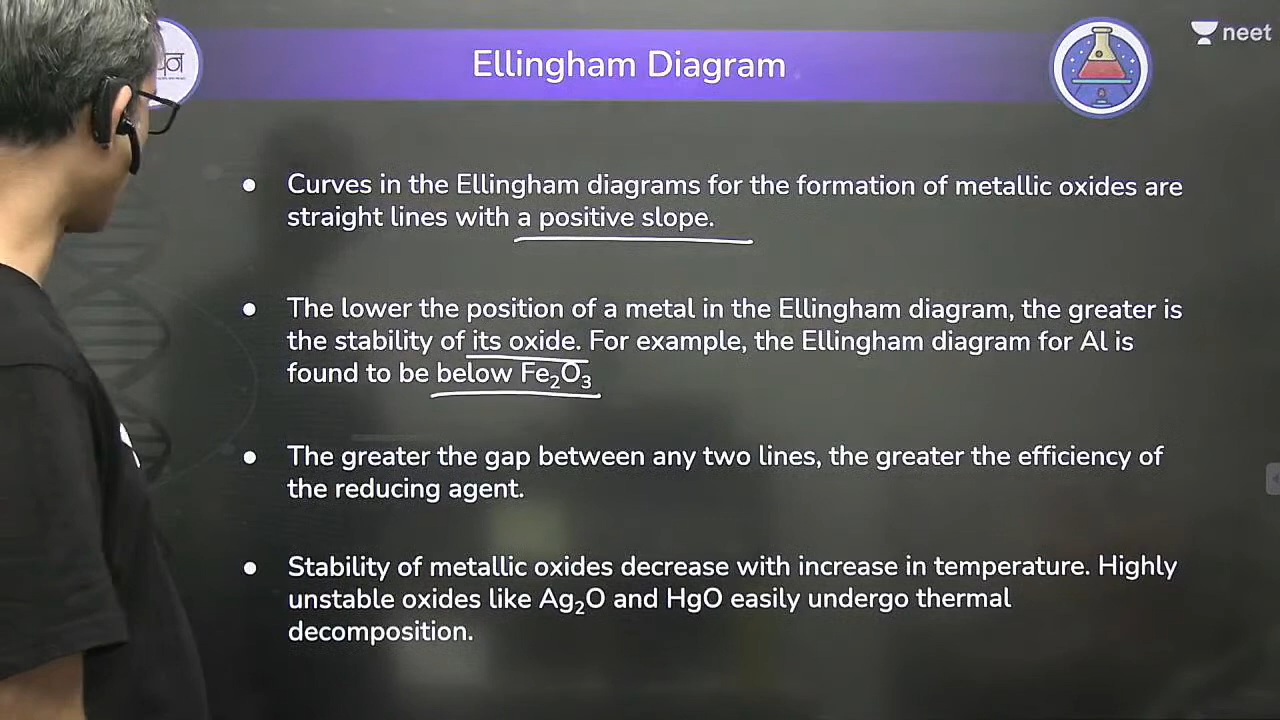 Ellingham Diagram
neet
● Curves in the Ellingham diagrams for the formation of metallic oxides are
straight lines with a positive slope.
● The lower the position of a metal in the Ellingham diagram, the greater is
the stability of its oxide. For example, the Ellingham diagram for Al is
found to be below Fe₂O₃
● The greater the gap between any two lines, the greater the efficiency of
the reducing agent.
● Stability of metallic oxides decrease with increase in temperature. Highly
unstable oxides like Ag₂O and HgO easily undergo thermal
decomposition.